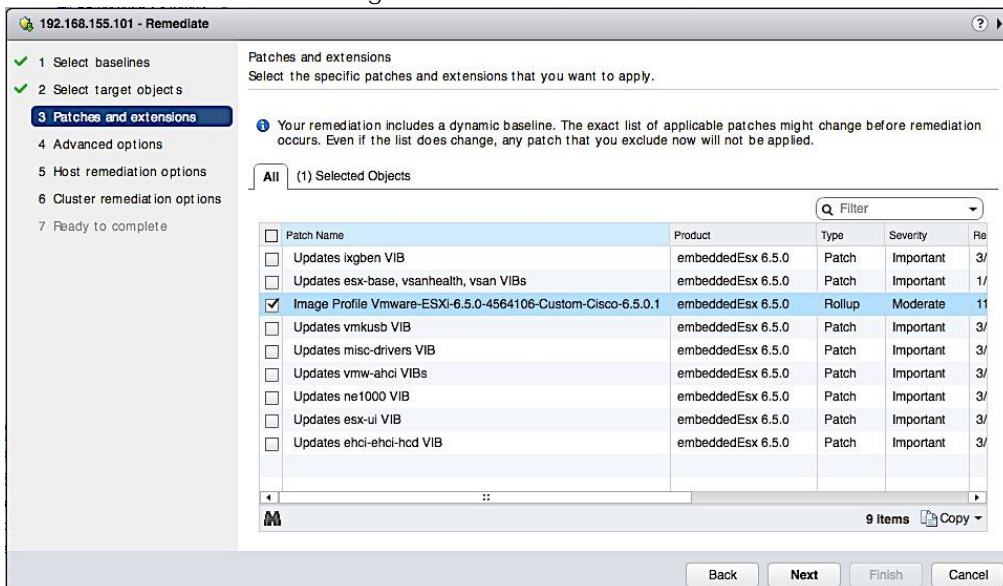 192.168.155.101 - Remediate
1 Select baselines
2 Select target objects
3 Patches and extensions
4 Advanced options
5 Host remediation options
6 Cluster remediation options
7 Ready to complete
Patches and extensions
Select the specific patches and extensions that you want to apply.
Your remediation includes a dynamic baseline. The exact list of applicable patches might change before remediation
occurs. Even if the list does change, any patch that you exclude now will not be applied.
All (1) Selected Objects
Filter
Patch Name Product Type Severity Re
Updates ixgben VIB embeddedEsx 6.5.0 Patch Important 3/
Updates esx-base, vsanhealth, vsan VIBs embeddedEsx 6.5.0 Patch Important 1/
Image Profile Vmware-ESXi-6.5.0-4564106-Custom-Cisco-6.5.0.1 embeddedEsx 6.5.0 Rollup Moderate 11
Updates vmkusb VIB embeddedEsx 6.5.0 Patch Important 3/
Updates misc-drivers VIB embeddedEsx 6.5.0 Patch Important 3/
Updates vmw-ahci VIBs embeddedEsx 6.5.0 Patch Important 3/
Updates ne1000 VIB embeddedEsx 6.5.0 Patch Important 3/
Updates esx-ui VIB embeddedEsx 6.5.0 Patch Important 3/
Updates ehci-ehci-hcd VIB embeddedEsx 6.5.0 Patch Important 3/
9 items Copy
Back Next Finish Cancel